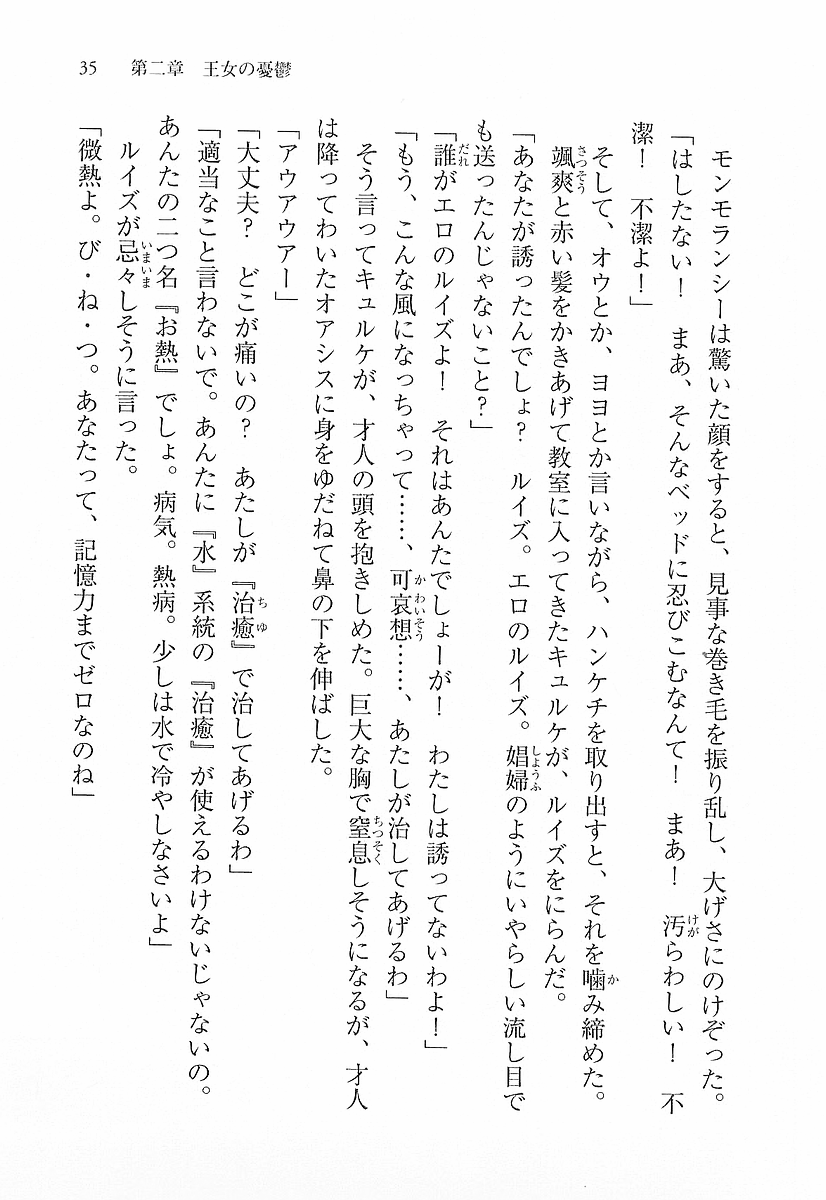 35　第二章　王女の憂鬱
　モンモランシーは驚いた顔をすると、見事な巻き毛を振り乱し、大げさにのけぞった。
「はしたない！　まあ、そんなベッドに忍びこむなんて！　まあ！　汚らわしい！　不
潔！　不潔よ！」
　そして、オウとか、ヨヨとか言いながら、ハンケチを取り出すと、それを噛み締めた。
　颯爽と赤い髪をかきあげて教室に入ってきたキュルケが、ルイズをにらんだ。
「あなたが誘ったんでしょ？　ルイズ。エロのルイズ。娼婦のようにいやらしい流し目で
も送ったんじゃないこと？」
「誰がエロのルイズよ！　それはあんたでしょーが！　わたしは誘ってないわよ！」
「もう、こんな風になっちゃって……、可哀想……、あたしが治してあげるわ」
　そう言ってキュルケが、才人の頭を抱きしめた。巨大な胸で窒息しそうになるが、才人
は降ってわいたオアシスに身をゆだねて鼻の下を伸ばした。
「アウアウアー」
「大丈夫？　どこが痛いの？　あたしが『治癒』で治してあげるわ」
「適当なこと言わないで。あんたに『水』系統の『治癒』が使えるわけないじゃないの。
あんたの二つ名『お熱』でしょ。病気。熱病。少しは水で冷やしなさいよ」
　ルイズが忌々しそうに言った。
「微熱よ。び・ね・つ。あなたって、記憶力までゼロなのね」